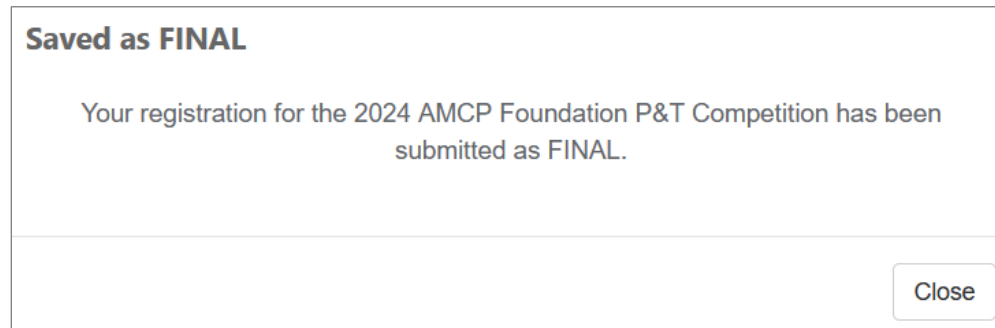 Saved as FINAL
Your registration for the 2024 AMCP Foundation P&T Competition has been
submitted as FINAL.
Close